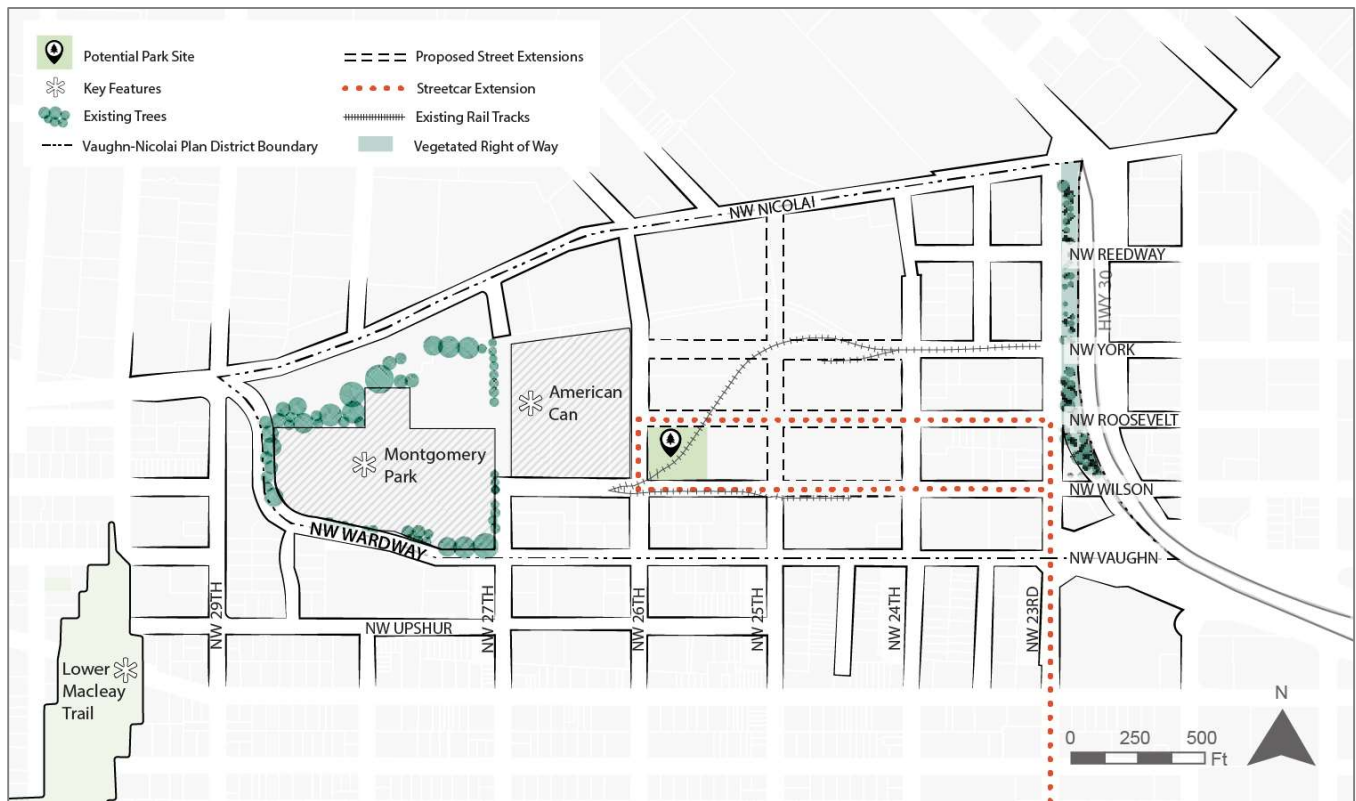 Potential Park Site
Key Features
Existing Trees
Vaughn-Nicolai Plan District Boundary
Proposed Street Extensions
Streetcar Extension
Existing Rail Tracks
Vegetated Right of Way
NW NICOLAI
NW REEDWAY
HWY 30
NW YORK
NW ROOSEVELT
NW WILSON
NW VAUGHN
American
Can
Montgomery
Park
NW WARDWAY
NW 29TH
NW 27TH
NW 26TH
NW 25TH
NW 24TH
NW 23RD
NW UPSHUR
Lower
Macleay
Trail
N
0 250 500
Ft